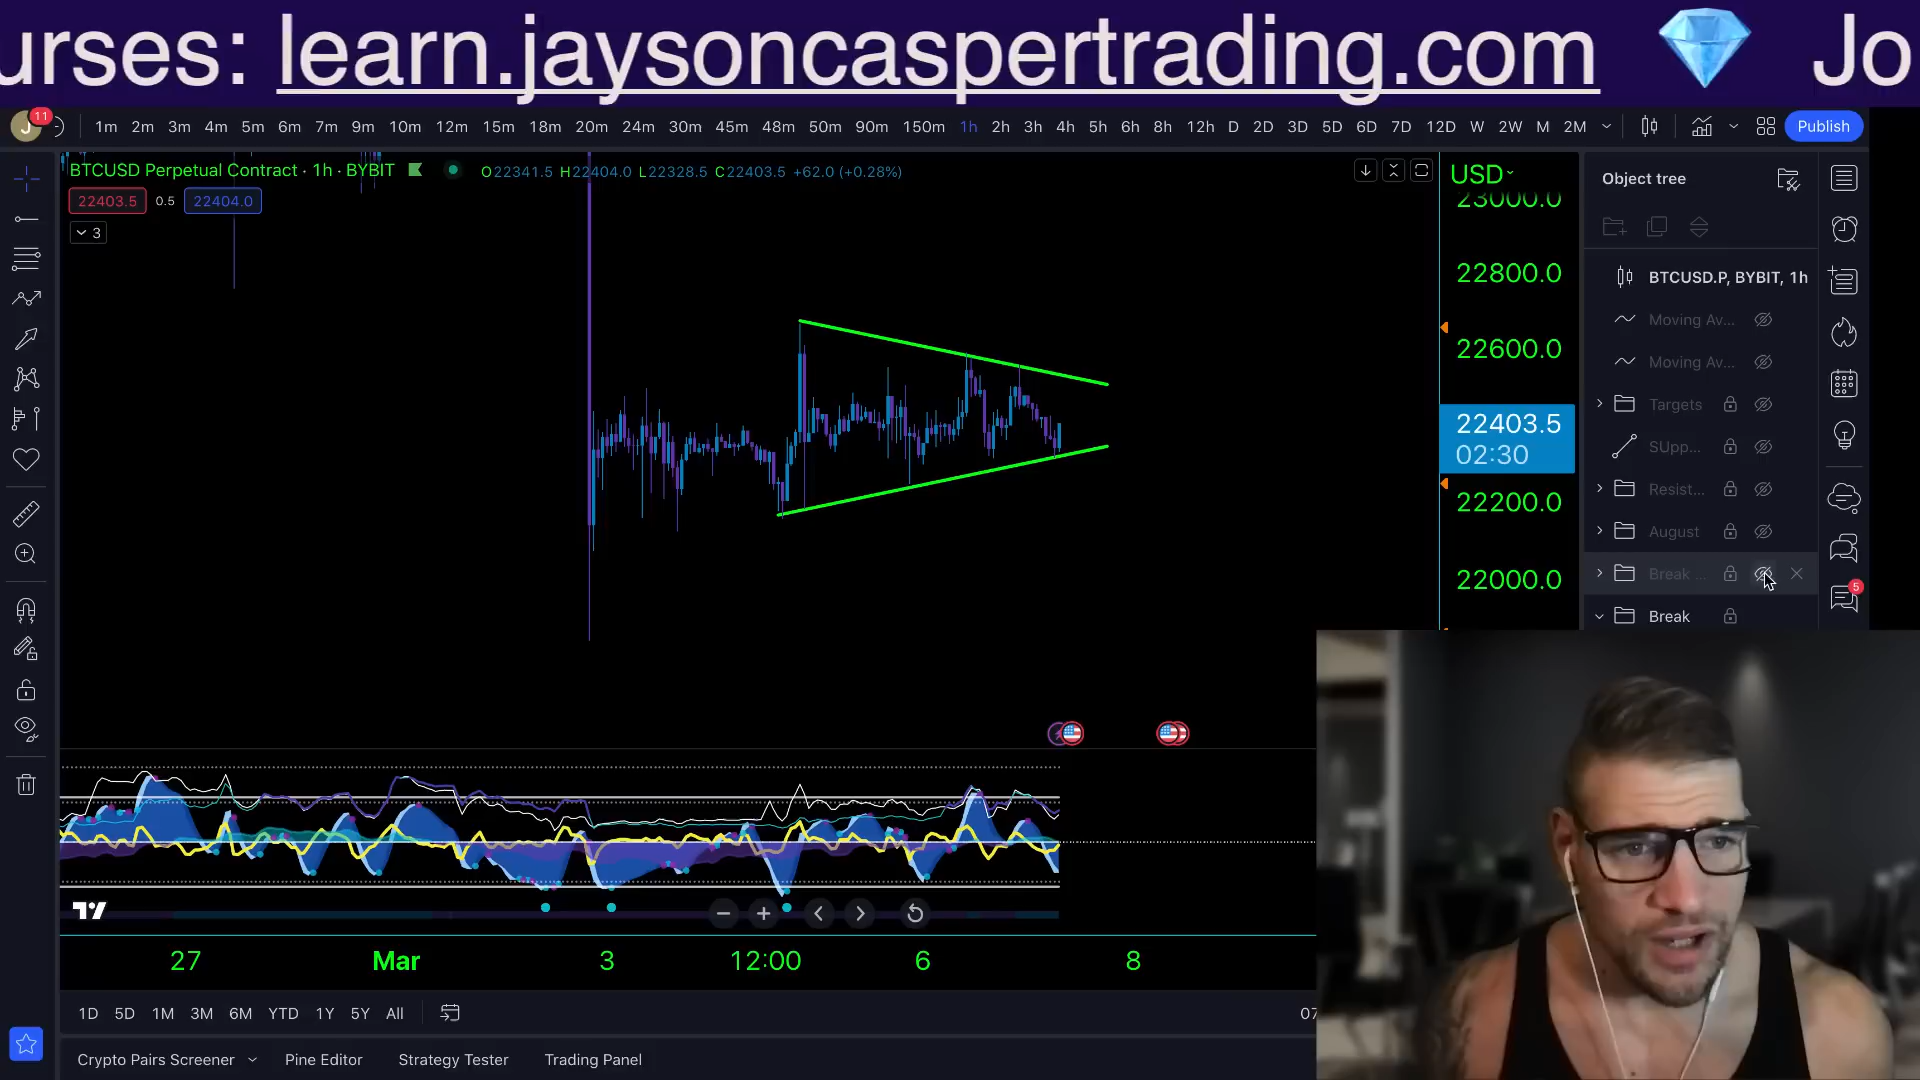 urses: learn.jaysoncaspertrading.com 💎 Jo
J 11 1m 2m 3m 4m 5m 6m 7m 9m 10m 12m 15m 18m 20m 24m 30m 45m 48m 50m 90m 150m 1h 2h 3h 4h 5h 6h 8h 12h D 2D 3D 5D 6D 7D 12D W 2W M 2M Publish
BTCUSD Perpetual Contract · 1h · BYBIT O22341.5 H22404.0 L22328.5 C22403.5 +62.0 (+0.28%)
22403.5 0.5 22404.0
3
USD
23000.0
22800.0
22600.0
22403.5
02:30
22200.0
22000.0
Object tree
BTCUSD.P, BYBIT, 1h
Moving Av...
Moving Av...
Targets
SUpp...
Resist...
August
Break ...
Break
5
27 Mar 3 12:00 6 8
1D 5D 1M 3M 6M YTD 1Y 5Y All 07
Crypto Pairs Screener Pine Editor Strategy Tester Trading Panel